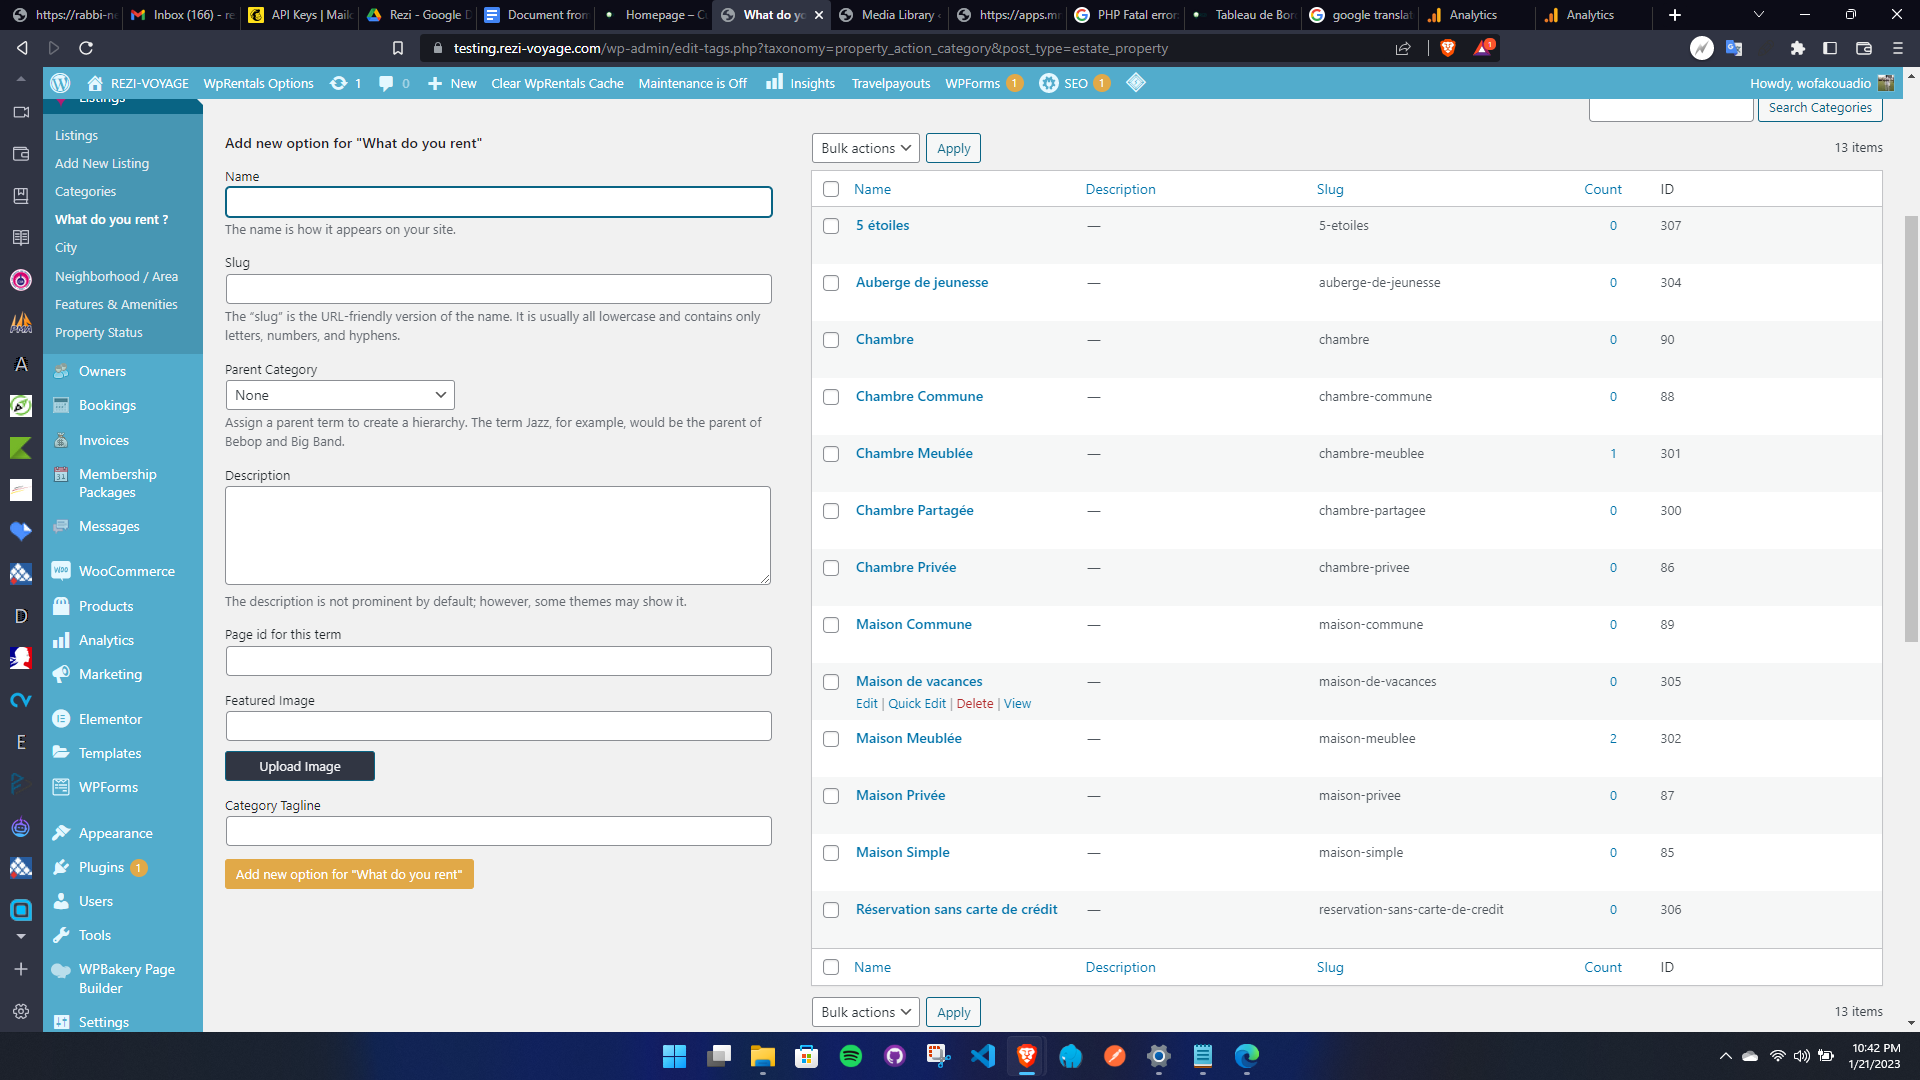 https://rabbi-n
Inbox (166) - re
API Keys | Mail
Rezi - Google D
Document from
Homepage – C
What do yo
Media Library
https://apps.m
PHP Fatal error:
Tableau de Bor
google translat
Analytics
Analytics
testing.rezi-voyage.com/wp-admin/edit-tags.php?taxonomy=property_action_category&post_type=estate_property
REZI-VOYAGE
WpRentals Options
1
0
New
Clear WpRentals Cache
Maintenance is Off
Insights
Travelpayouts
WPForms 1
SEO 1
Howdy, wofakouadio
Listings
Listings
Add New Listing
Categories
What do you rent ?
City
Neighborhood / Area
Features & Amenities
Property Status
Owners
Bookings
Invoices
Membership
Packages
Messages
WooCommerce
Products
Analytics
Marketing
Elementor
Templates
WPForms
Appearance
Plugins 1
Users
Tools
WPBakery Page
Builder
Settings
Add new option for "What do you rent"
Name
The name is how it appears on your site.
Slug
The “slug” is the URL-friendly version of the name. It is usually all lowercase and contains only
letters, numbers, and hyphens.
Parent Category
None
Assign a parent term to create a hierarchy. The term Jazz, for example, would be the parent of
Bebop and Big Band.
Description
The description is not prominent by default; however, some themes may show it.
Page id for this term
Featured Image
Upload Image
Category Tagline
Add new option for "What do you rent"
Search Categories
Bulk actions
Apply
13 items
Name Description Slug Count ID
5 étoiles — 5-etoiles 0 307
Auberge de jeunesse — auberge-de-jeunesse 0 304
Chambre — chambre 0 90
Chambre Commune — chambre-commune 0 88
Chambre Meublée — chambre-meublee 1 301
Chambre Partagée — chambre-partagee 0 300
Chambre Privée — chambre-privee 0 86
Maison Commune — maison-commune 0 89
Maison de vacances — maison-de-vacances 0 305
Edit | Quick Edit | Delete | View
Maison Meublée — maison-meublee 2 302
Maison Privée — maison-privee 0 87
Maison Simple — maison-simple 0 85
Réservation sans carte de crédit — reservation-sans-carte-de-credit 0 306
Name Description Slug Count ID
Bulk actions
Apply
13 items
10:42 PM
1/21/2023